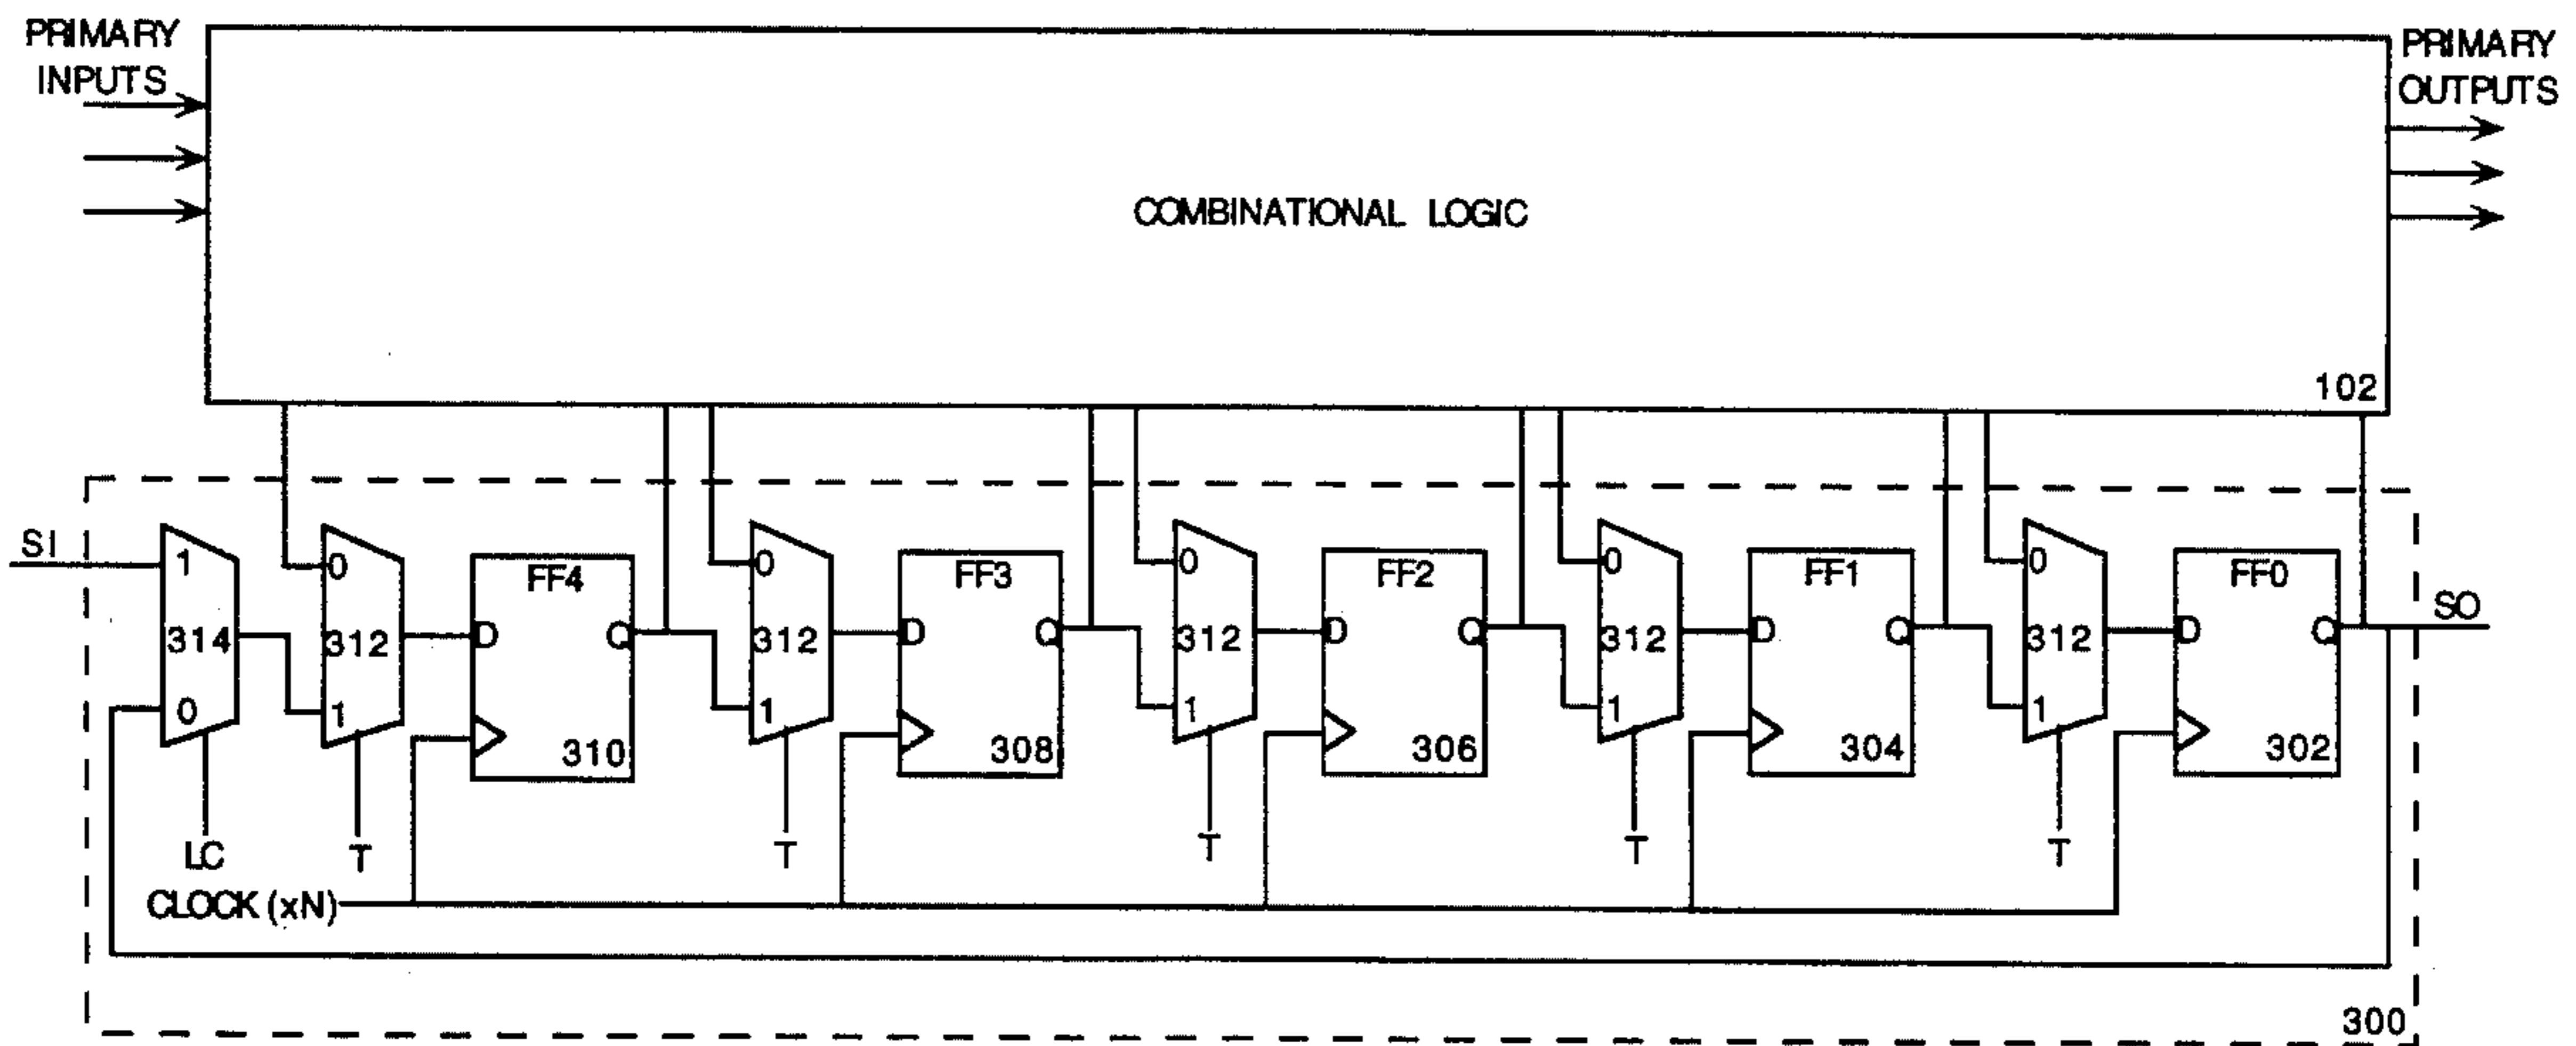 PRIMARY
INPUTS
PRIMARY
OUTPUTS
COMBINATIONAL LOGIC
102
SI
1
314
0
LC
0
312
1
T
FF4
D
Q
310
0
312
1
T
FF3
D
Q
308
0
312
1
T
FF2
D
Q
306
0
312
1
T
FF1
D
Q
304
0
312
1
T
FF0
D
Q
302
SO
CLOCK (xN)
300